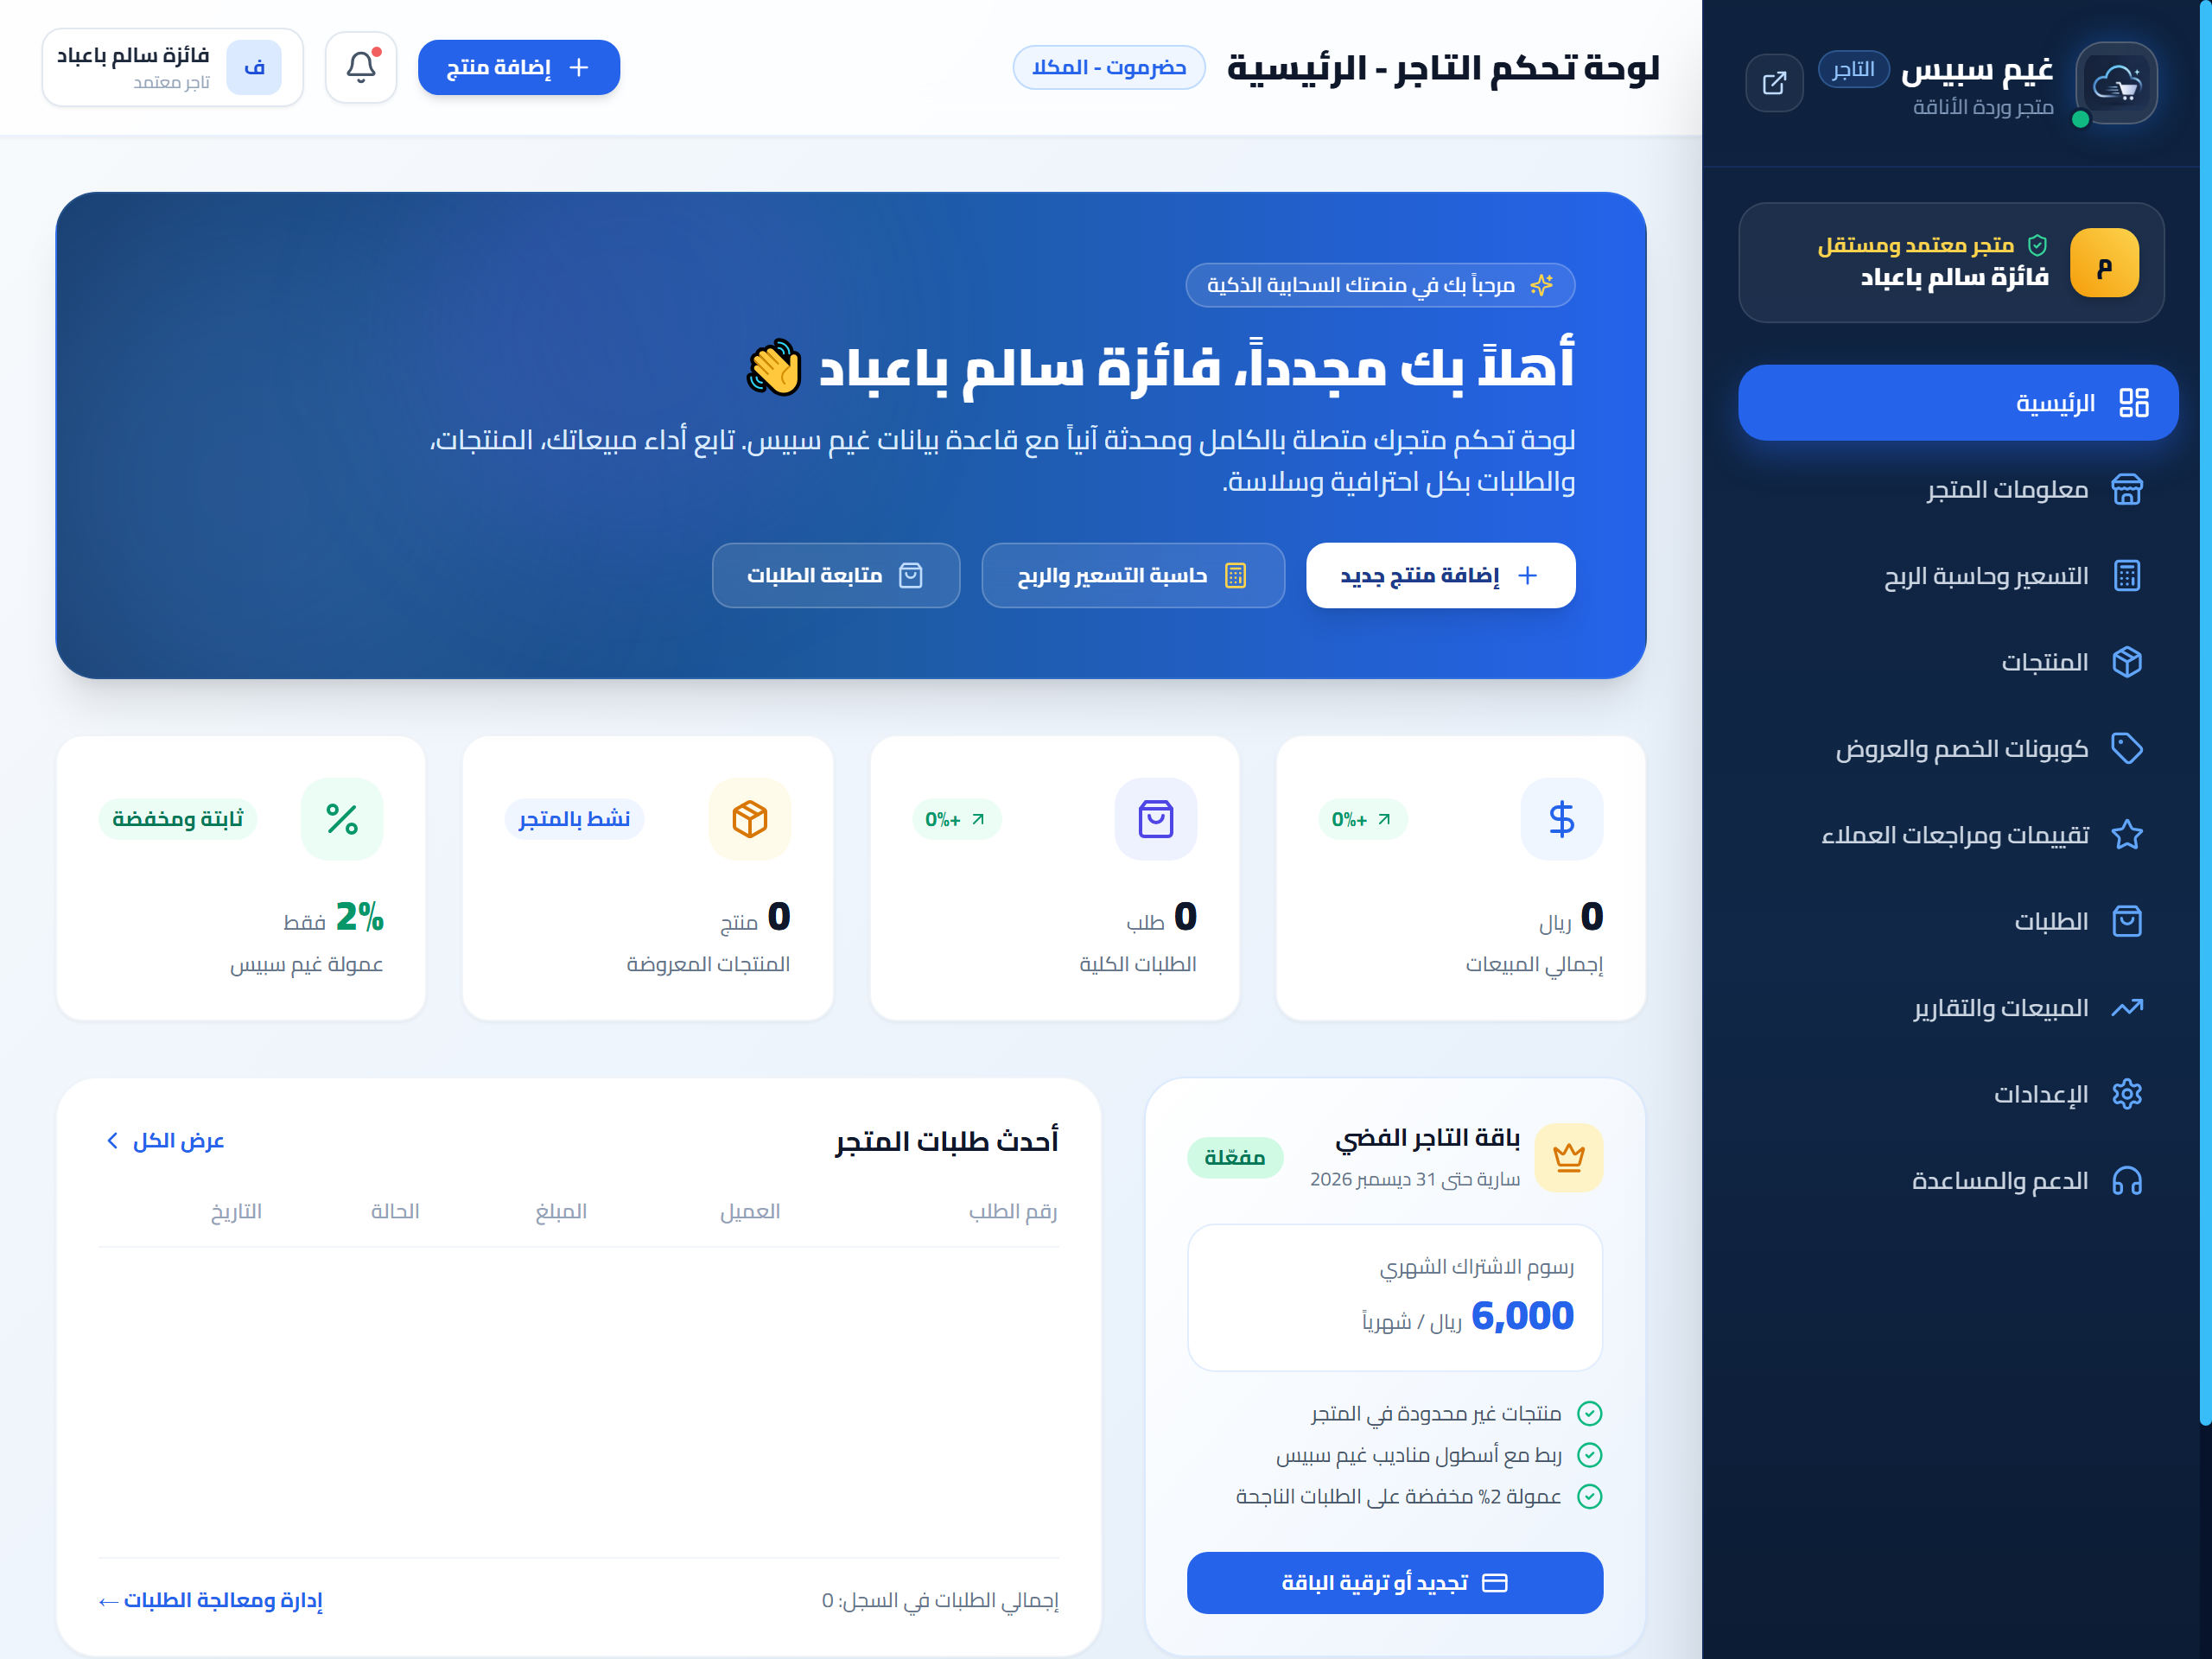 غيم سبيس
التاجر
متجر وردة الأناقة
متجر معتمد ومستقل
م
فائزة سالم باعباد
الرئيسية
معلومات المتجر
التسعير وحاسبة الربح
المنتجات
كوبونات الخصم والعروض
تقييمات ومراجعات العملاء
الطلبات
المبيعات والتقارير
الإعدادات
الدعم والمساعدة
لوحة تحكم التاجر - الرئيسية
حضرموت - المكلا
إضافة منتج
ف
فائزة سالم باعباد
تاجر معتمد
مرحباً بك في منصتك السحابية الذكية
أهلاً بك مجدداً، فائزة سالم باعباد 👋
لوحة تحكم متجرك متصلة بالكامل ومحدثة آنياً مع قاعدة بيانات غيم سبيس. تابع أداء مبيعاتك، المنتجات،
والطلبات بكل احترافية وسلاسة.
إضافة منتج جديد
حاسبة التسعير والربح
متابعة الطلبات
0%+
0 ريال
إجمالي المبيعات
0%+
0 طلب
الطلبات الكلية
نشط بالمتجر
0 منتج
المنتجات المعروضة
ثابتة ومخفضة
2% فقط
عمولة غيم سبيس
باقة التاجر الفضي
سارية حتى 31 ديسمبر 2026
مفعّلة
رسوم الاشتراك الشهري
6,000 ريال / شهرياً
منتجات غير محدودة في المتجر
ربط مع أسطول مناديب غيم سبيس
عمولة 2% مخفضة على الطلبات الناجحة
تجديد أو ترقية الباقة
أحدث طلبات المتجر
عرض الكل
رقم الطلب العميل المبلغ الحالة التاريخ
إجمالي الطلبات في السجل: 0
إدارة ومعالجة الطلبات ←